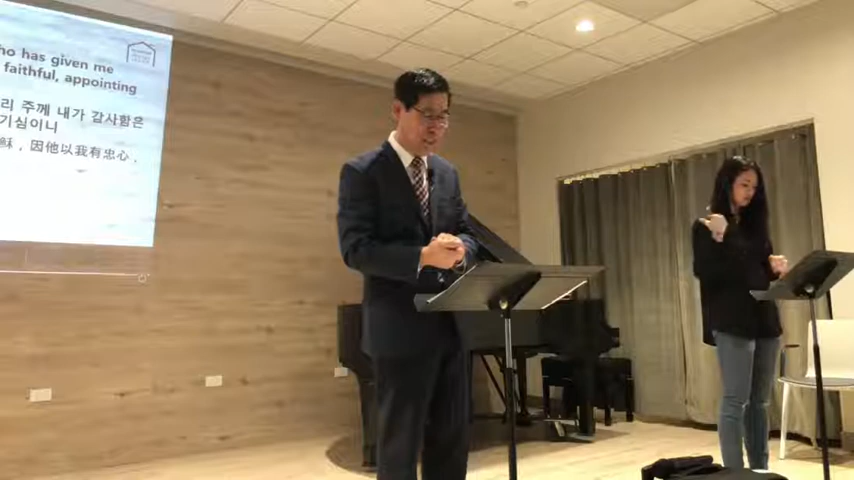 ho has given me
faithful, appointing
리 주께 내가 감사함은
기심이니
稣，因他以我有忠心，